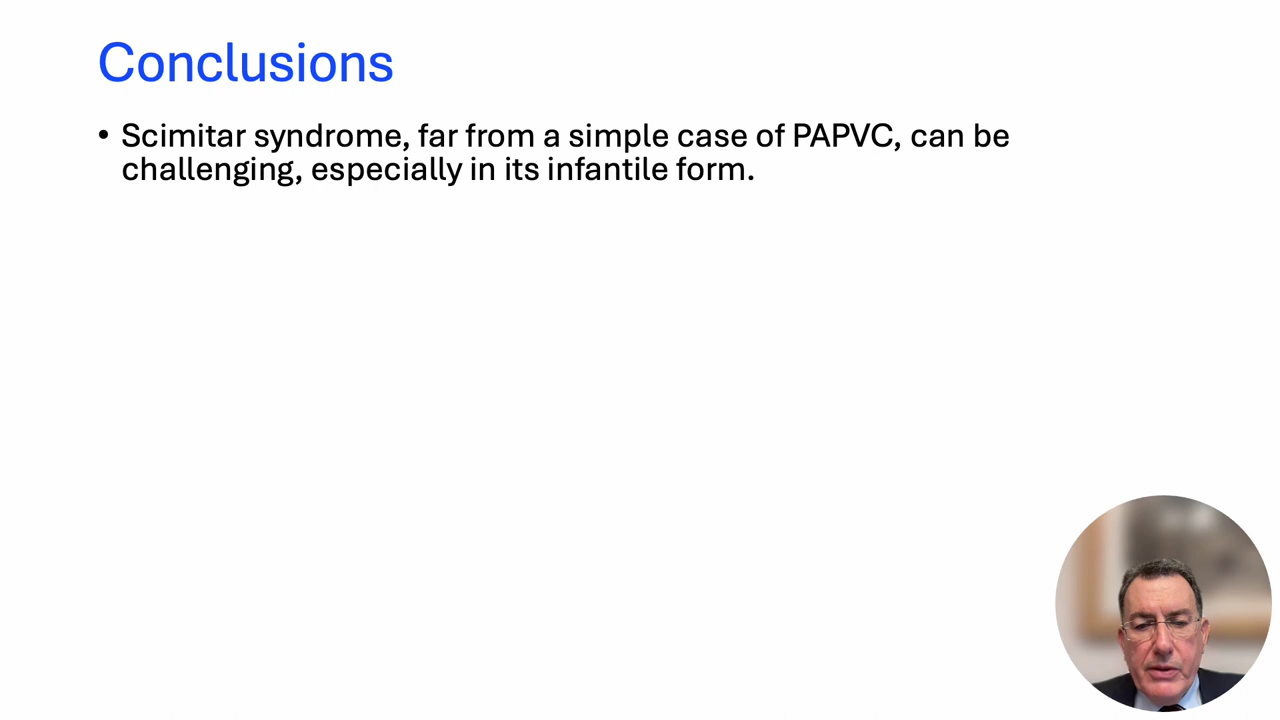 Conclusions
• Scimitar syndrome, far from a simple case of PAPVC, can be
challenging, especially in its infantile form.